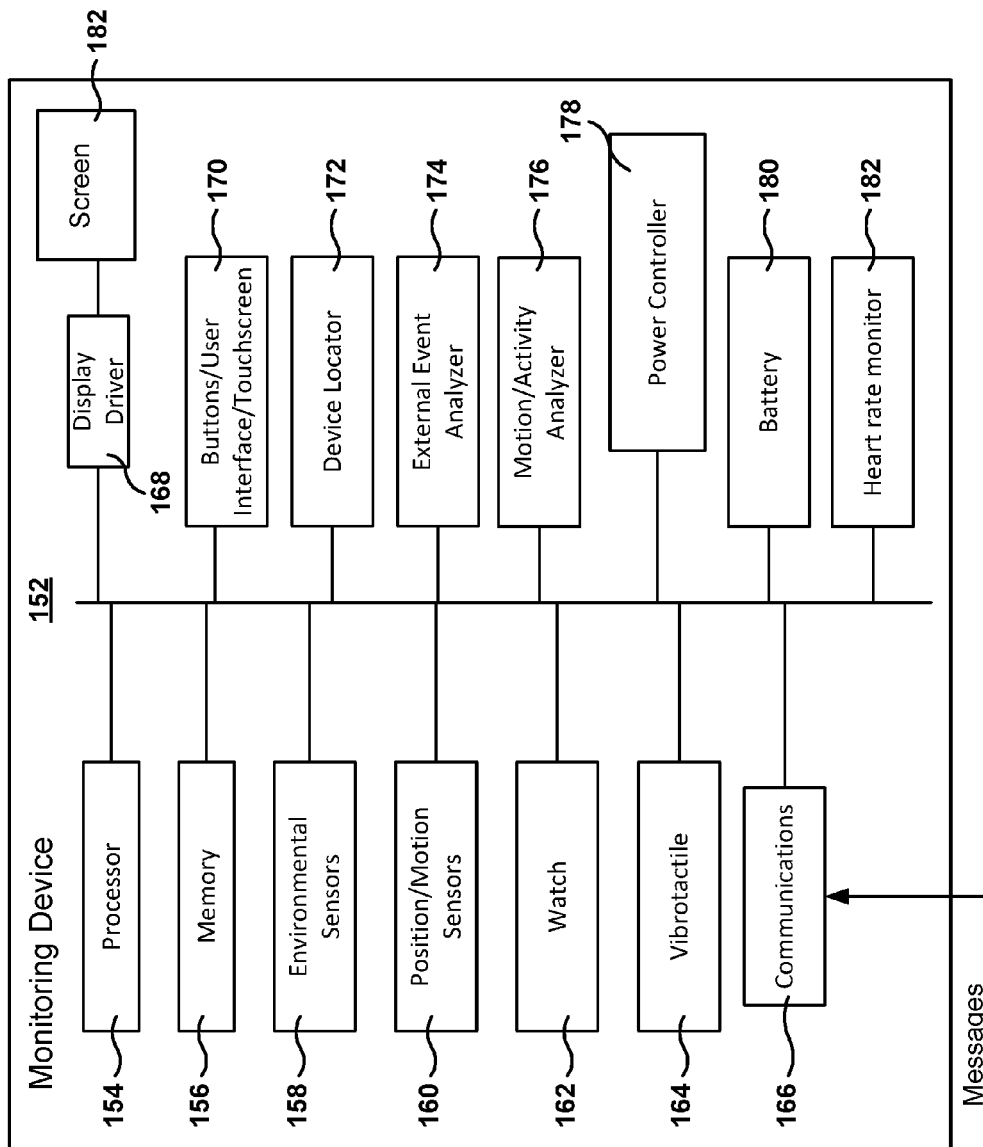 Monitoring Device
152
Processor
154
Memory
156
Environmental
Sensors
158
Position/Motion
Sensors
160
Watch
162
Vibrotactile
164
Communications
166
Messages
Display
Driver
168
Screen
182
Buttons/User
Interface/Touchscreen
170
Device Locator
172
External Event
Analyzer
174
Motion/Activity
Analyzer
176
Power Controller
178
Battery
180
Heart rate monitor
182